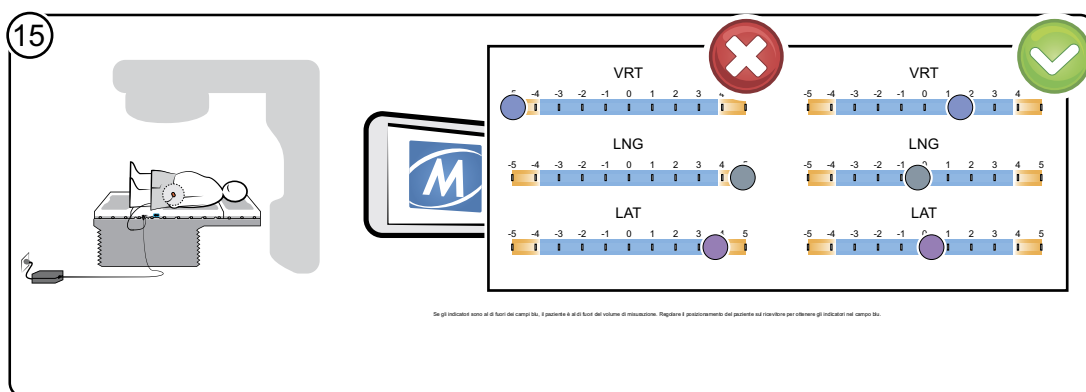 15
M
VRT
-5 -4 -3 -2 -1 0 1 2 3 4
LNG
-5 -4 -3 -2 -1 0 1 2 3 4 5
LAT
-5 -4 -3 -2 -1 0 1 2 3 4 5
VRT
-5 -4 -3 -2 -1 0 1 2 3 4 5
LNG
-5 -4 -3 -2 -1 0 1 2 3 4 5
LAT
-5 -4 -3 -2 -1 0 1 2 3 4 5
Se gli indicatori sono al di fuori dei campi blu, il paziente è al di fuori del volume di misurazione. Regolare il posizionamento del paziente sul ricevitore per ottenere gli indicatori nel campo blu.